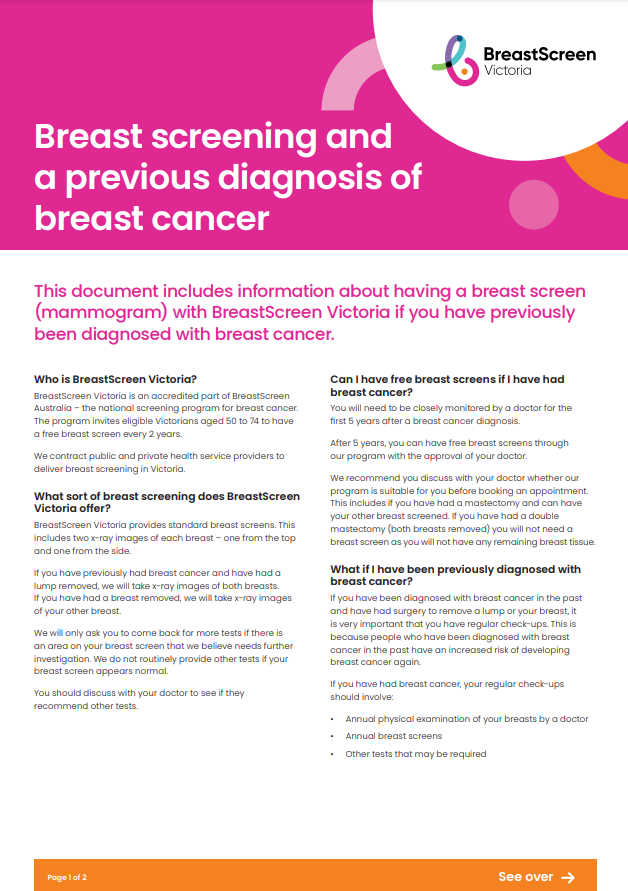 BreastScreen
Victoria
Breast screening and
a previous diagnosis of
breast cancer
This document includes information about having a breast screen
(mammogram) with BreastScreen Victoria if you have previously
been diagnosed with breast cancer.
Who is BreastScreen Victoria?
BreastScreen Victoria is an accredited part of BreastScreen
Australia – the national screening program for breast cancer.
The program invites eligible Victorians aged 50 to 74 to have
a free breast screen every 2 years.
We contract public and private health service providers to
deliver breast screening in Victoria.
What sort of breast screening does BreastScreen
Victoria offer?
BreastScreen Victoria provides standard breast screens. This
includes two x-ray images of each breast – one from the top
and one from the side.
If you have previously had breast cancer and have had a
lump removed, we will take x-ray images of both breasts.
If you have had a breast removed, we will take x-ray images
of your other breast.
We will only ask you to come back for more tests if there is
an area on your breast screen that we believe needs further
investigation. We do not routinely provide other tests if your
breast screen appears normal.
You should discuss with your doctor to see if they
recommend other tests.
Can I have free breast screens if I have had
breast cancer?
You will need to be closely monitored by a doctor for the
first 5 years after a breast cancer diagnosis.
After 5 years, you can have free breast screens through
our program with the approval of your doctor.
We recommend you discuss with your doctor whether our
program is suitable for you before booking an appointment.
This includes if you have had a mastectomy and can have
your other breast screened. If you have had a double
mastectomy (both breasts removed) you will not need a
breast screen as you will not have any remaining breast tissue.
What if I have been previously diagnosed with
breast cancer?
If you have been diagnosed with breast cancer in the past
and have had surgery to remove a lump or your breast, it
is very important that you have regular check-ups. This is
because people who have been diagnosed with breast
cancer in the past have an increased risk of developing
breast cancer again.
If you have had breast cancer, your regular check-ups
should involve:
• Annual physical examination of your breasts by a doctor
• Annual breast screens
• Other tests that may be required
Page 1 of 2
See over →